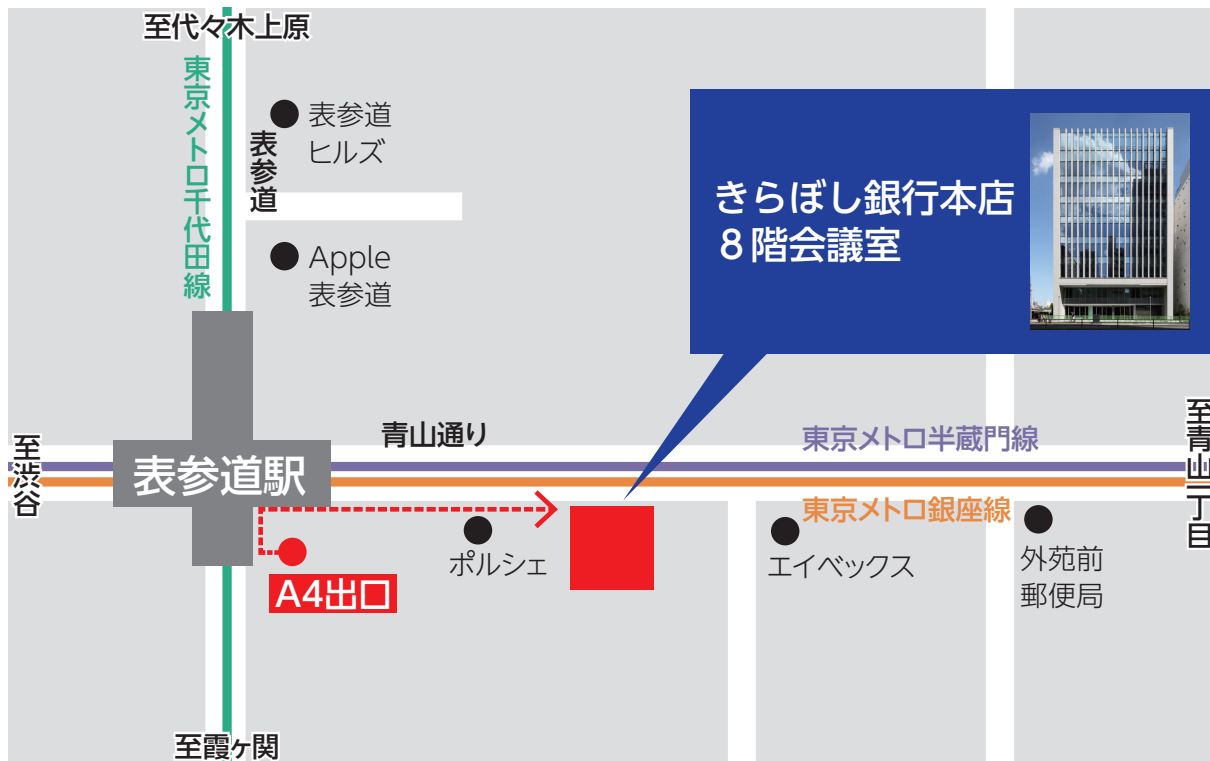 至代々木上原
東京メトロ千代田線
表参道
ヒルズ
表参道
Apple
表参道
きらぼし銀行本店
8階会議室
青山通り
東京メトロ半蔵門線
至渋谷
表参道駅
至青山一丁目
東京メトロ銀座線
ポルシェ
エイベックス
外苑前
郵便局
A4出口
至霞ヶ関